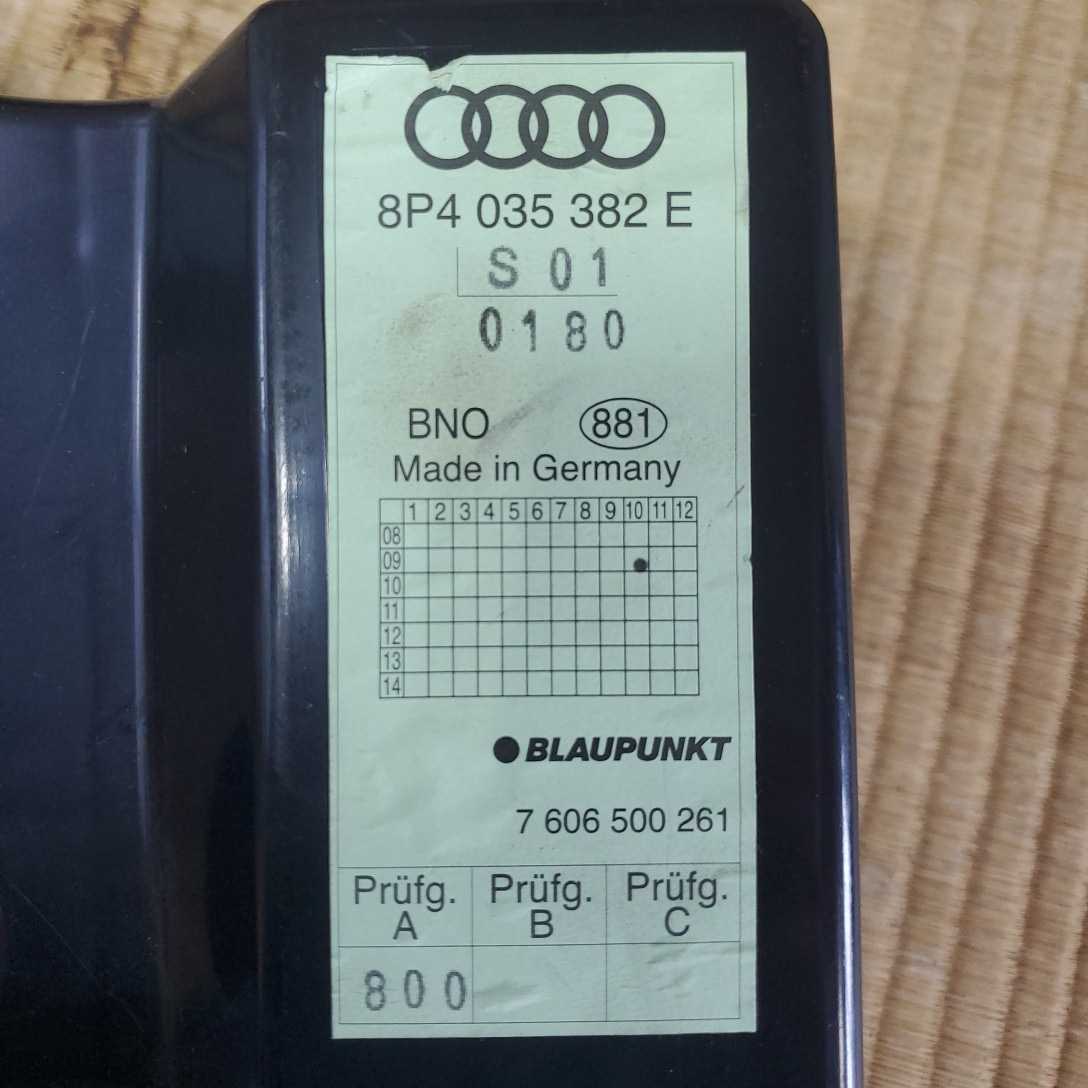 8P4 035 382 E
S 01
0180
BNO 881
Made in Germany
1 2 3 4 5 6 7 8 9 10 11 12
08
09
10
11
12
13
14
BLAUPUNKT
7 606 500 261
Prüfg. A Prüfg. B Prüfg. C
800